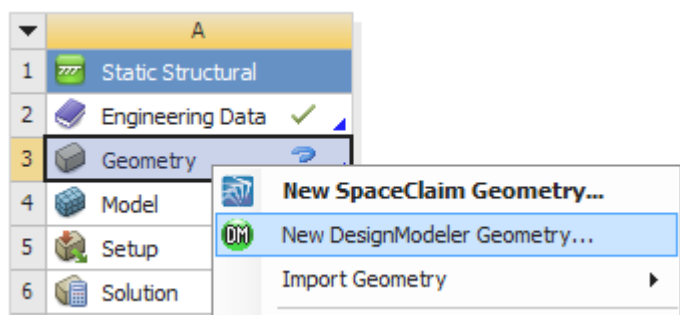 A
1 Static Structural
2 Engineering Data
3 Geometry
New SpaceClaim Geometry...
4 Model
DM New DesignModeler Geometry...
5 Setup
Import Geometry
6 Solution